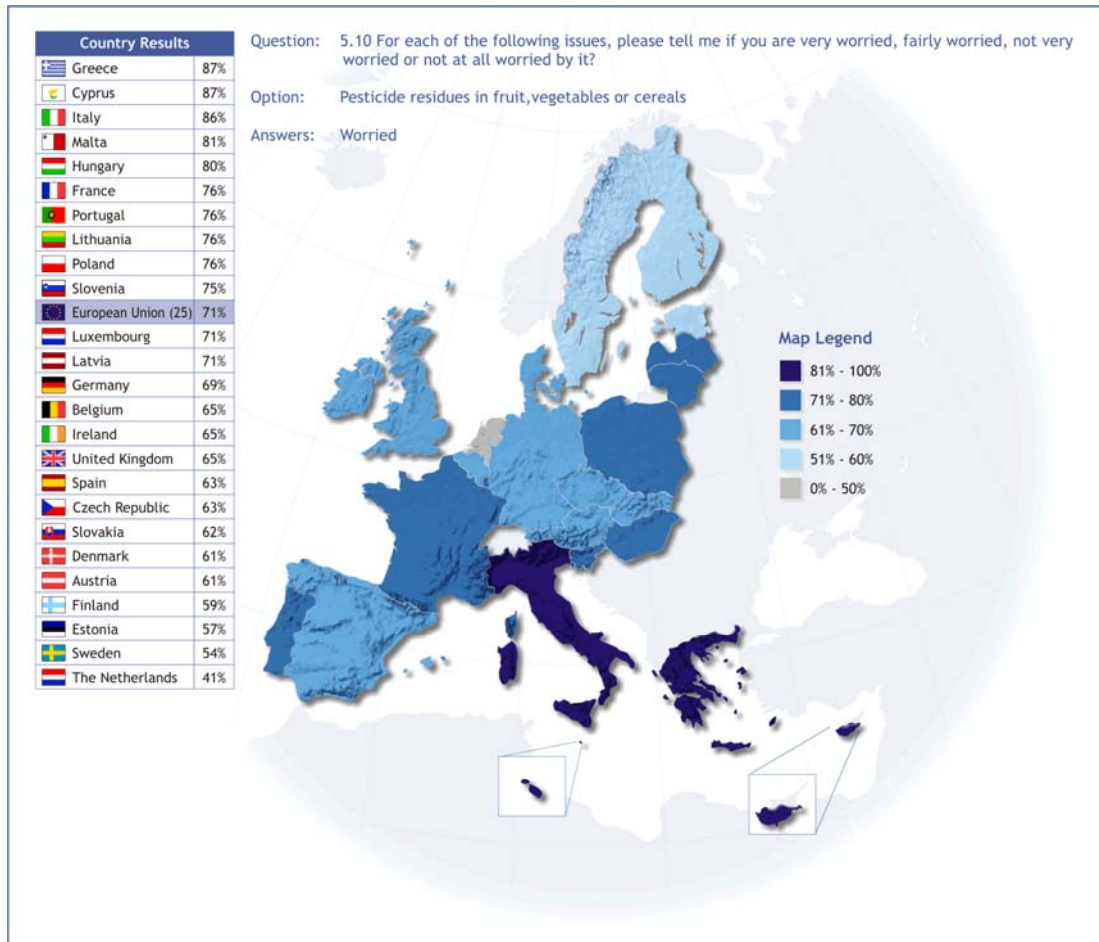 Country Results
Greece 87%
Cyprus 87%
Italy 86%
Malta 81%
Hungary 80%
France 76%
Portugal 76%
Lithuania 76%
Poland 76%
Slovenia 75%
European Union (25) 71%
Luxembourg 71%
Latvia 71%
Germany 69%
Belgium 65%
Ireland 65%
United Kingdom 65%
Spain 63%
Czech Republic 63%
Slovakia 62%
Denmark 61%
Austria 61%
Finland 59%
Estonia 57%
Sweden 54%
The Netherlands 41%
Question: 5.10 For each of the following issues, please tell me if you are very worried, fairly worried, not very
worried or not at all worried by it?
Option: Pesticide residues in fruit,vegetables or cereals
Answers: Worried
Map Legend
81% - 100%
71% - 80%
61% - 70%
51% - 60%
0% - 50%